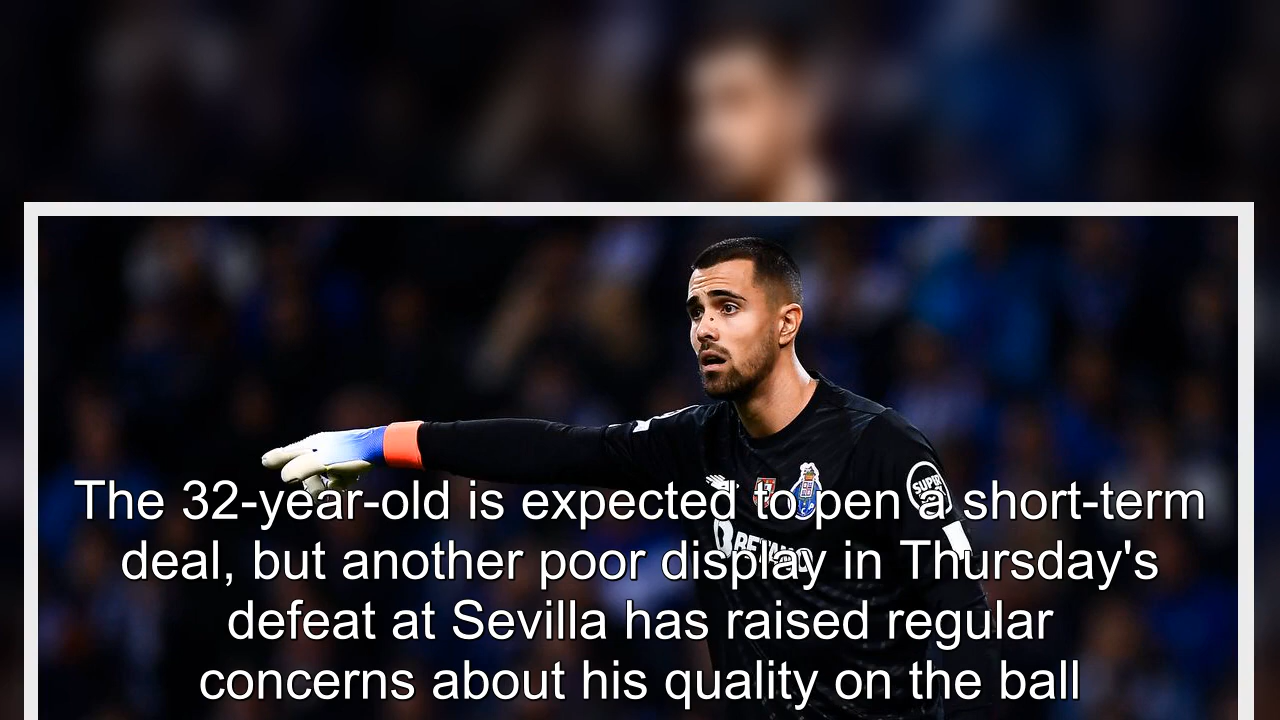 The 32-year-old is expected to pen a short-term
deal, but another poor display in Thursday's
defeat at Sevilla has raised regular
concerns about his quality on the ball